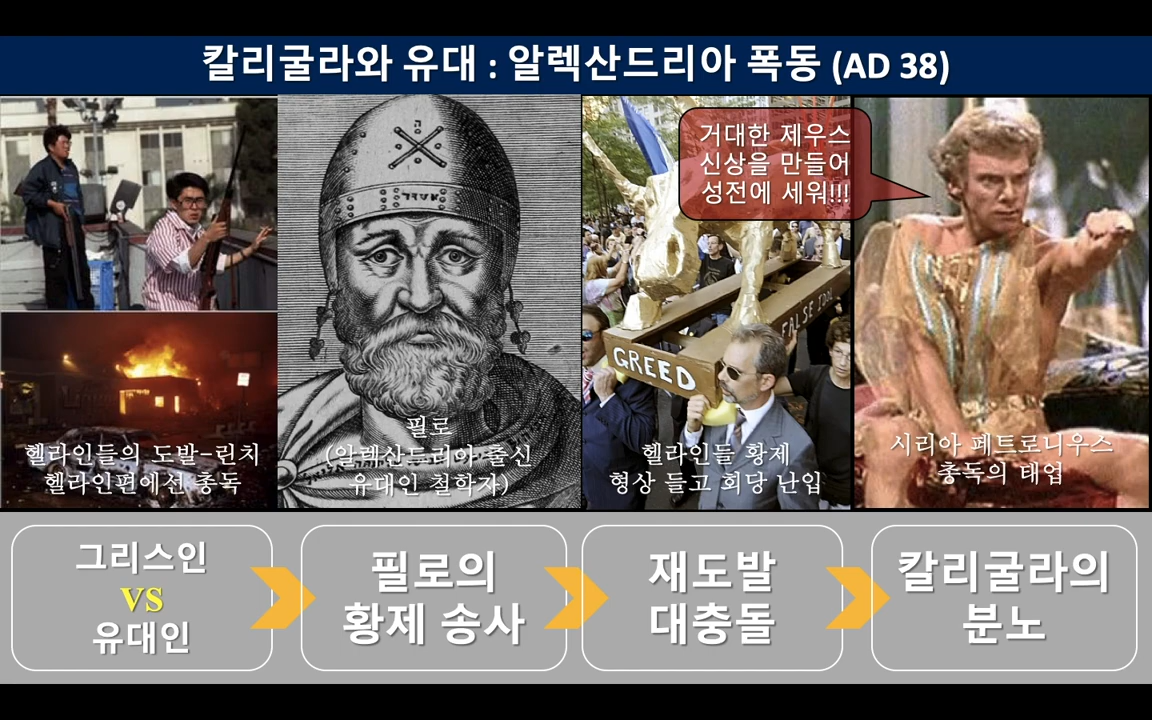 칼리굴라와 유대 : 알렉산드리아 폭동 (AD 38)
거대한 제우스
신상을 만들어
성전에 세워!!!
GREED
FALSE IDOL
헬라인들의 도발-린치
헬라인편에선 총독
필로
(알렉산드리아 출신
유대인 철학자)
헬라인들 황제
형상 들고 회당 난입
시리아 페트로니우스
총독의 태업
그리스인
VS
유대인
필로의
황제 송사
재도발
대충돌
칼리굴라의
분노